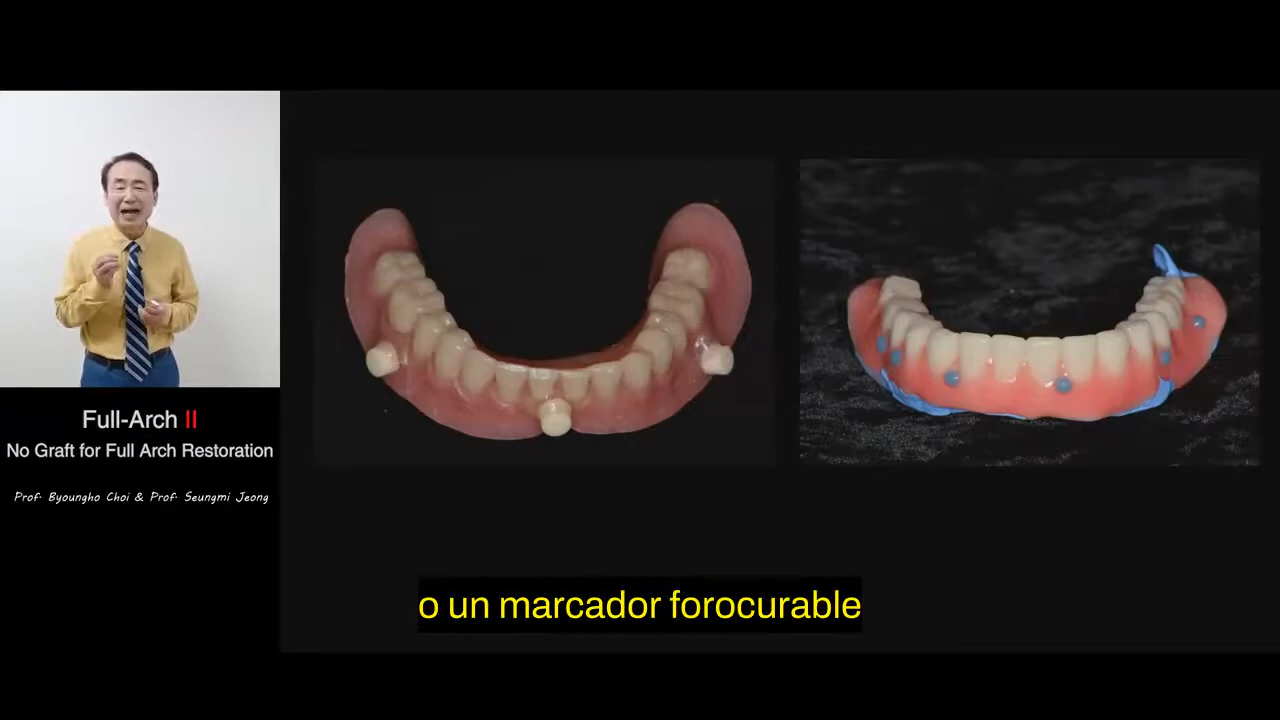 Full-Arch II
No Graft for Full Arch Restoration
Prof. Byoungho Choi & Prof. Seungmi Jeong
o un marcador forocurable